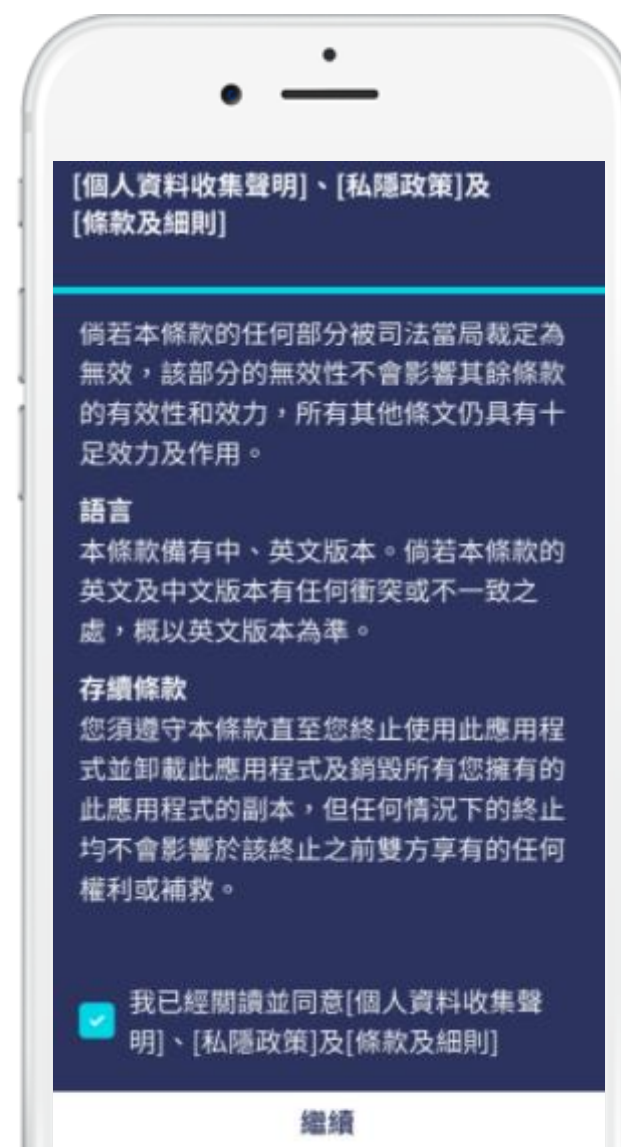 [個人資料收集聲明]、[私隱政策]及
[條款及細則]
倘若本條款的任何部分被司法當局裁定為
無效，該部分的無效性不會影響其餘條款
的有效性和效力，所有其他條文仍具有十
足效力及作用。
語言
本條款備有中、英文版本。倘若本條款的
英文及中文版本有任何衝突或不一致之
處，概以英文版本為準。
存續條款
您須遵守本條款直至您終止使用此應用程
式並卸載此應用程式及銷毀所有您擁有的
此應用程式的副本，但任何情況下的終止
均不會影響於該終止之前雙方享有的任何
權利或補救。
我已經閱讀並同意[個人資料收集聲
明]、[私隱政策]及[條款及細則]
繼續